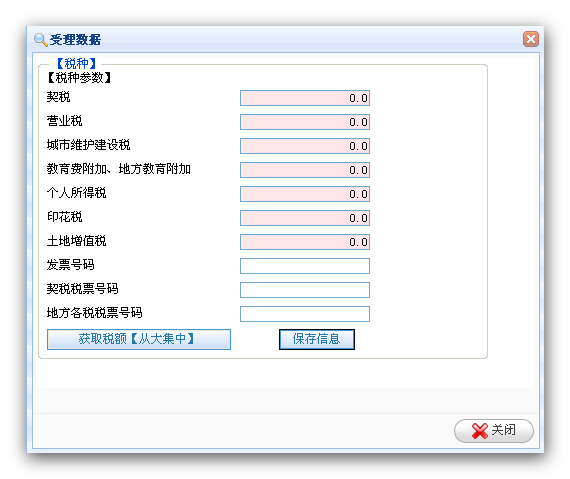 受理数据
【税种】
【税种参数】
契税 0.0
营业税 0.0
城市维护建设税 0.0
教育费附加、地方教育附加 0.0
个人所得税 0.0
印花税 0.0
土地增值税 0.0
发票号码
契税税票号码
地方各税税票号码
获取税额【从大集中】 保存信息
关闭